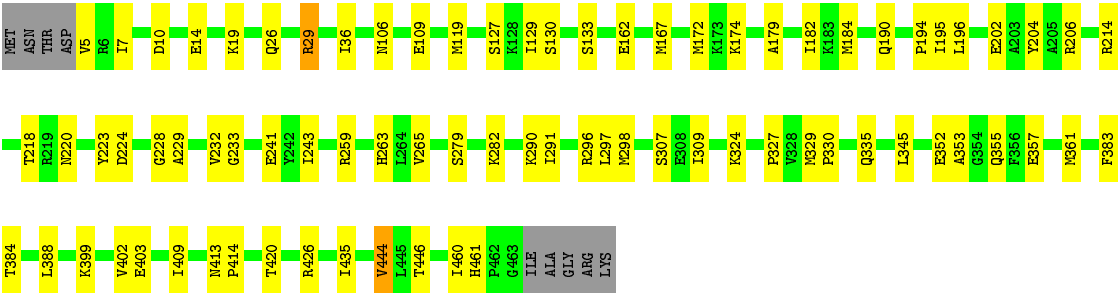 MET ASN THR ASP V5 R6 I7 D10 E14 K19 Q26 R29 I36 N106 E109 M119 S127 K128 I129 S130 S133 E162 M167 M172 K173 K174 A179 I182 K183 M184 Q190 P194 I195 L196 E202 A203 Y204 A205 R206 R214
T218 R219 N220 Y223 D224 G228 A229 V232 G233 E241 Y242 I243 R259 H263 L264 V265 S279 K282 K290 I291 R296 L297 M298 S307 E308 I309 K324 P327 V328 M329 P330 Q335 L345 E352 A353 G354 Q355 F356 E357 M361 F383
T384 L388 K399 V402 E403 I409 N413 P414 T420 R426 I435 V444 L445 T446 I460 H461 P462 G463 ILE ALA GLY ARG LYS